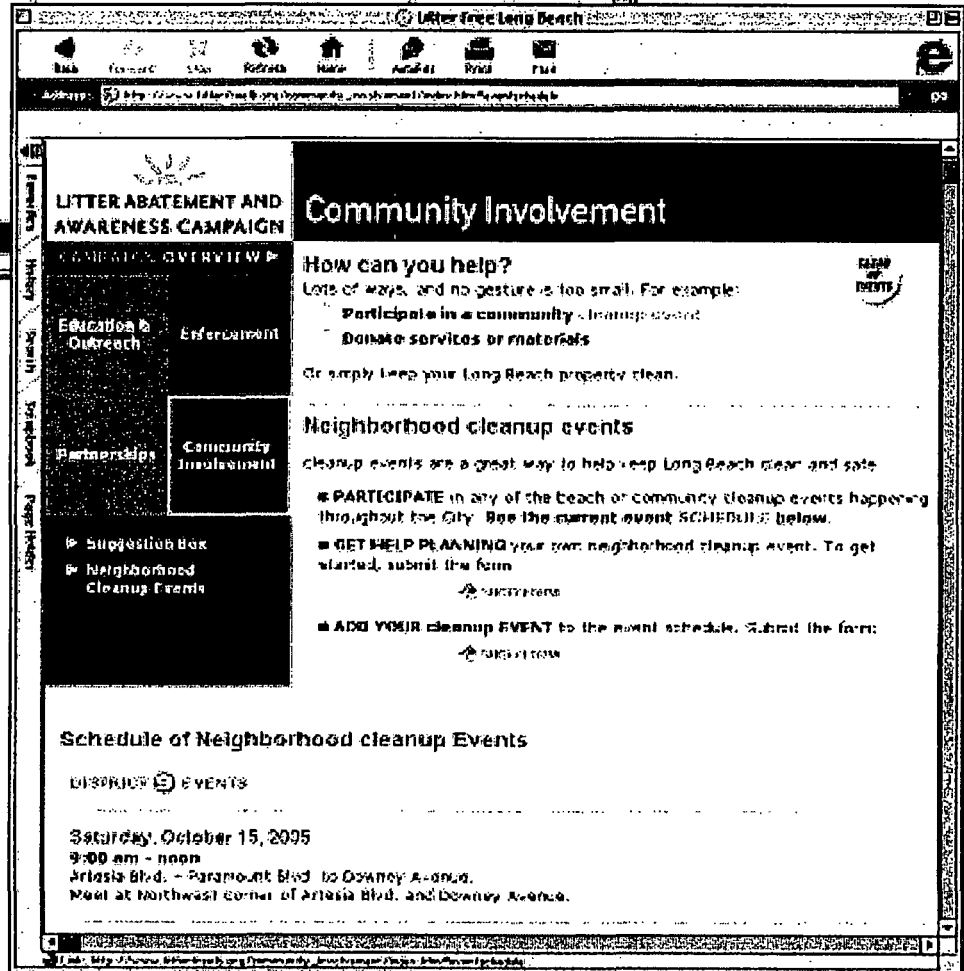 Litter Free Long Beach
Back Forward Stop Refresh Home AutoFill Print Mail
Address:
Favorites
History
Search
Scrapbook
Page Holder
LITTER ABATEMENT AND
AWARENESS CAMPAIGN
Community Involvement
CAMPAIGN OVERVIEW
Education &
Outreach
Enforcement
Partnerships
Community
Involvement
Suggestion Box
Neighborhood
Cleanup Events
How can you help?
Lots of ways, and no gesture is too small. For example:
Participate in a community cleanup event
Donate services or materials
Or simply keep your Long Beach property clean.
CLEAN
UP
EVENTS
Neighborhood cleanup events
Cleanup events are a great way to help keep Long Beach clean and safe
PARTICIPATE in any of the beach or community cleanup events happening
throughout the City. See the current event SCHEDULE below.
GET HELP PLANNING your own neighborhood cleanup event. To get
started, submit the form
ADD YOUR cleanup EVENT to the event schedule. Submit the form
Schedule of Neighborhood cleanup Events
DISTRICT 9 EVENTS
Saturday, October 15, 2005
9:00 am - noon
Artesia Blvd. - Paramount Blvd. to Downey Avenue.
Meet at Northwest corner of Artesia Blvd. and Downey Avenue.